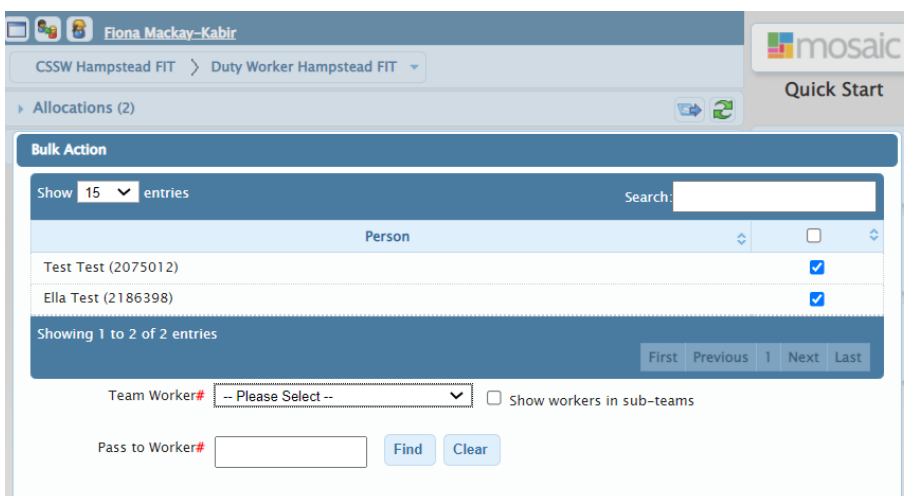 Fiona Mackay-Kabir
mosaic
CSSW Hampstead FIT > Duty Worker Hampstead FIT
Quick Start
Allocations (2)
Bulk Action
Show 15 entries Search:
Person
Test Test (2075012)
Ella Test (2186398)
Showing 1 to 2 of 2 entries
First Previous 1 Next Last
Team Worker# -- Please Select -- Show workers in sub-teams
Pass to Worker# Find Clear